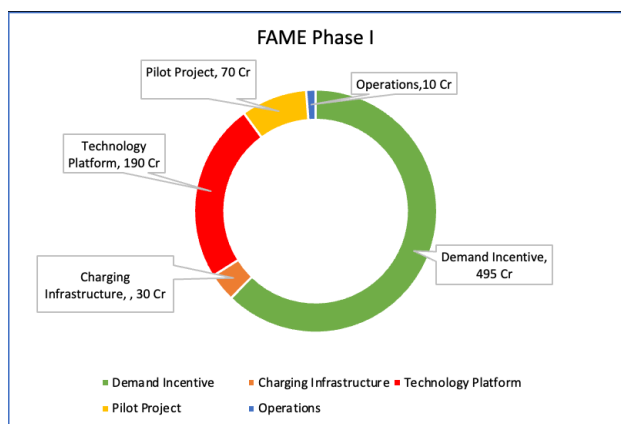 FAME Phase I
Pilot Project, 70 Cr
Operations,10 Cr
Technology
Platform, 190 Cr
Demand Incentive,
495 Cr
Charging
Infrastructure, , 30 Cr
Demand Incentive
Charging Infrastructure
Technology Platform
Pilot Project
Operations